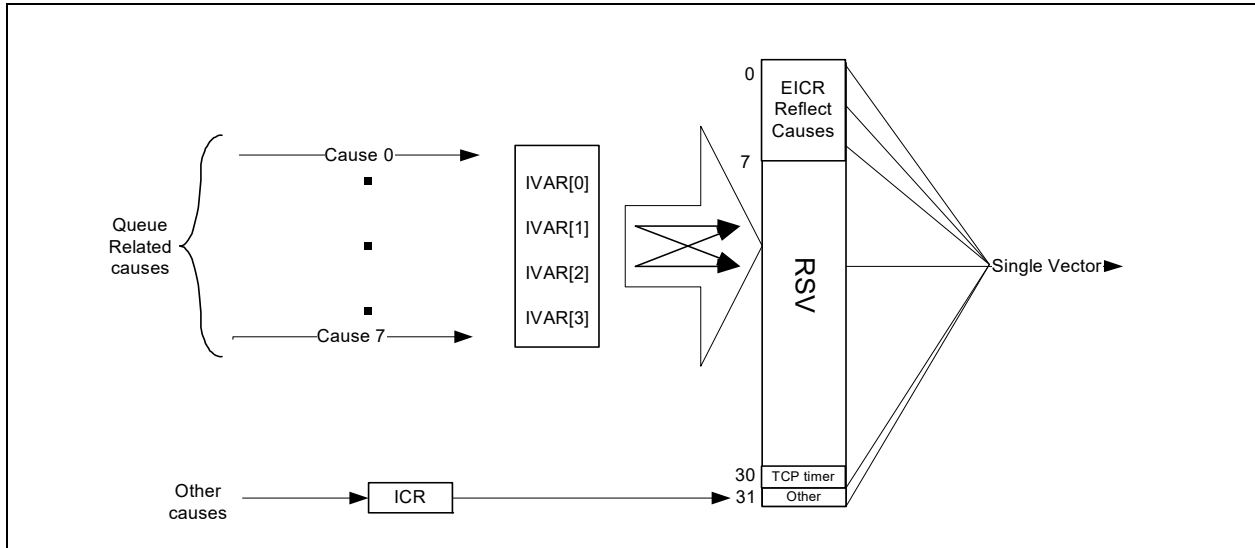 0
EICR
Reflect
Causes
7
Cause 0
IVAR[0]
IVAR[1]
IVAR[2]
IVAR[3]
Queue
Related
causes
RSV
Single Vector
Cause 7
30
TCP timer
Other
causes
ICR
31
Other